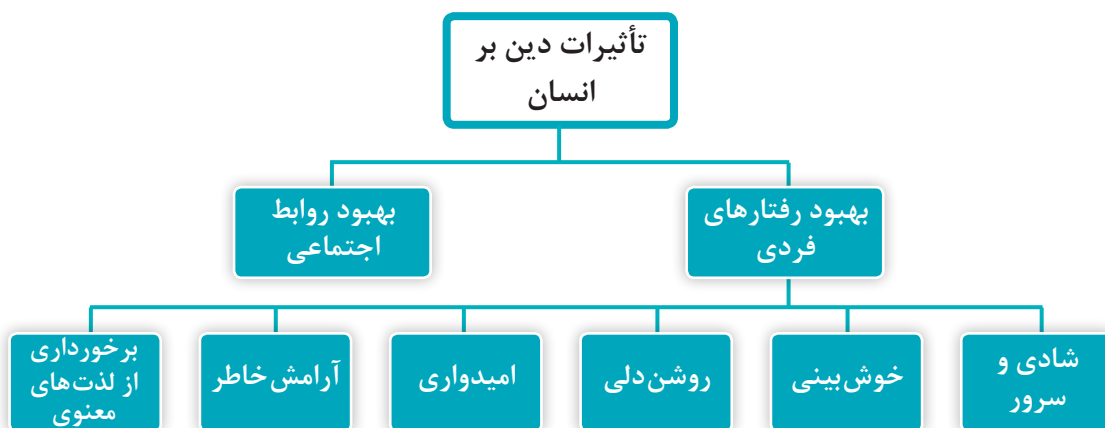 تأثیرات دین بر
انسان
بهبود رفتارهای
فردی
بهبود روابط
اجتماعی
شادی و
سرور
خوش‌بینی
روشن‌دلی
امیدواری
آرامش‌خاطر
برخورداری
از لذت‌های
معنوی